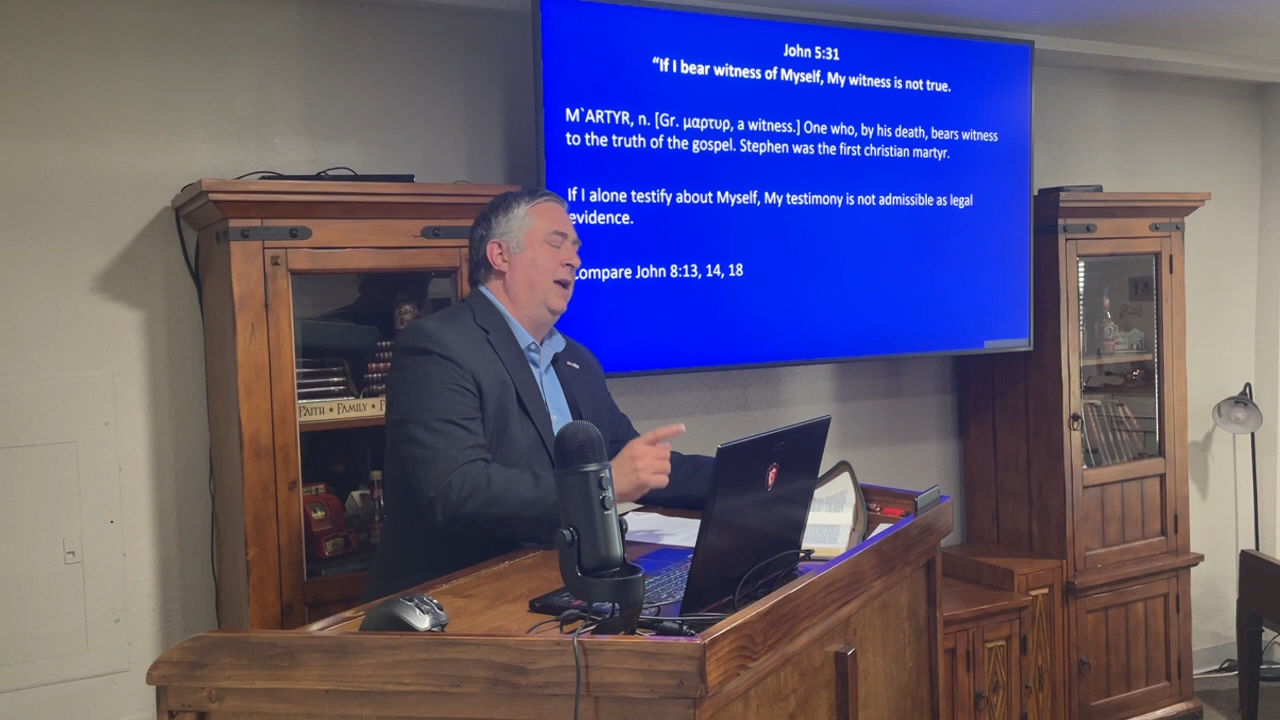 John 5:31
“If I bear witness of Myself, My witness is not true.
M`ARTYR, n. [Gr. μαρτυρ, a witness.] One who, by his death, bears witness
to the truth of the gospel. Stephen was the first christian martyr.
If I alone testify about Myself, My testimony is not admissible as legal
evidence.
ompare John 8:13, 14, 18
FAITH * FAMILY * F